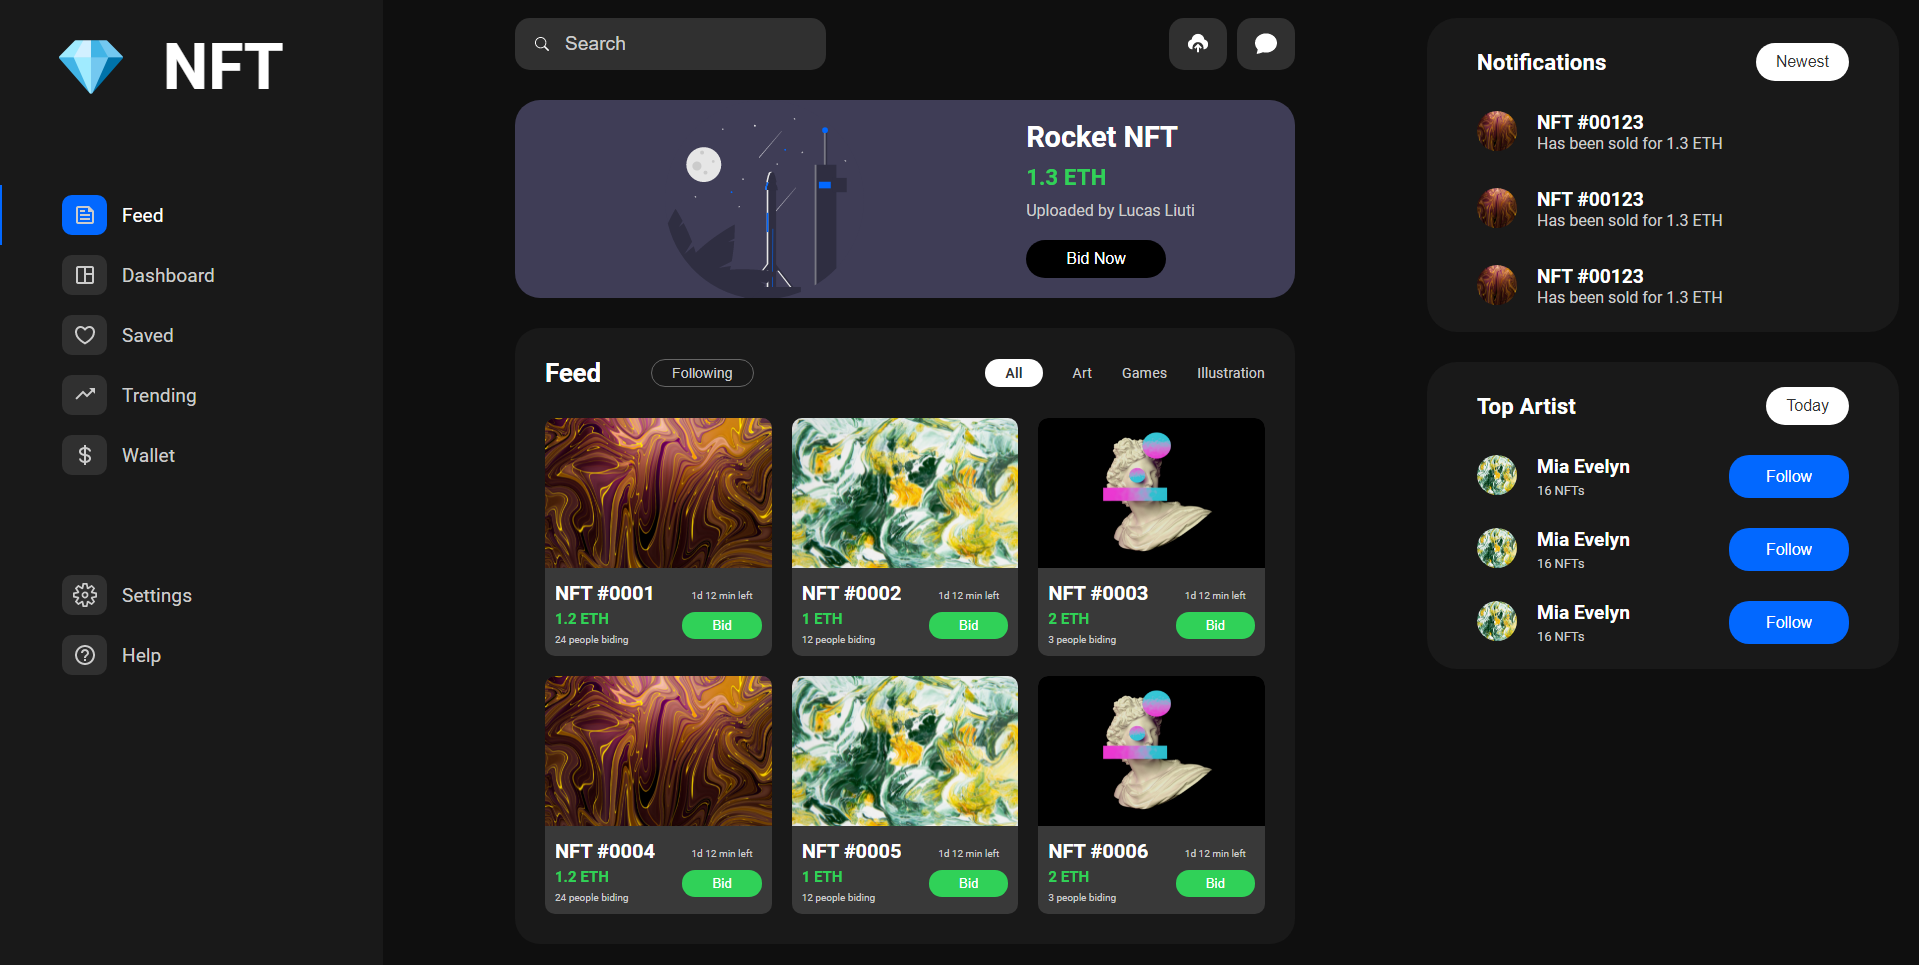 NFT
Feed
Dashboard
Saved
Trending
Wallet
Settings
Help
Search
Rocket NFT
1.3 ETH
Uploaded by Lucas Liuti
Bid Now
Feed
Following
All
Art
Games
Illustration
NFT #0001
1d 12 min left
1.2 ETH
Bid
24 people biding
NFT #0002
1d 12 min left
1 ETH
Bid
12 people biding
NFT #0003
1d 12 min left
2 ETH
Bid
3 people biding
NFT #0004
1d 12 min left
1.2 ETH
Bid
24 people biding
NFT #0005
1d 12 min left
1 ETH
Bid
12 people biding
NFT #0006
1d 12 min left
2 ETH
Bid
3 people biding
Notifications
Newest
NFT #00123
Has been sold for 1.3 ETH
NFT #00123
Has been sold for 1.3 ETH
NFT #00123
Has been sold for 1.3 ETH
Top Artist
Today
Mia Evelyn
16 NFTs
Follow
Mia Evelyn
16 NFTs
Follow
Mia Evelyn
16 NFTs
Follow